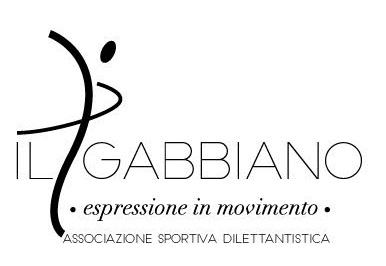 IL GABBIANO
• espressione in movimento •
ASSOCIAZIONE SPORTIVA DILETTANTISTICA